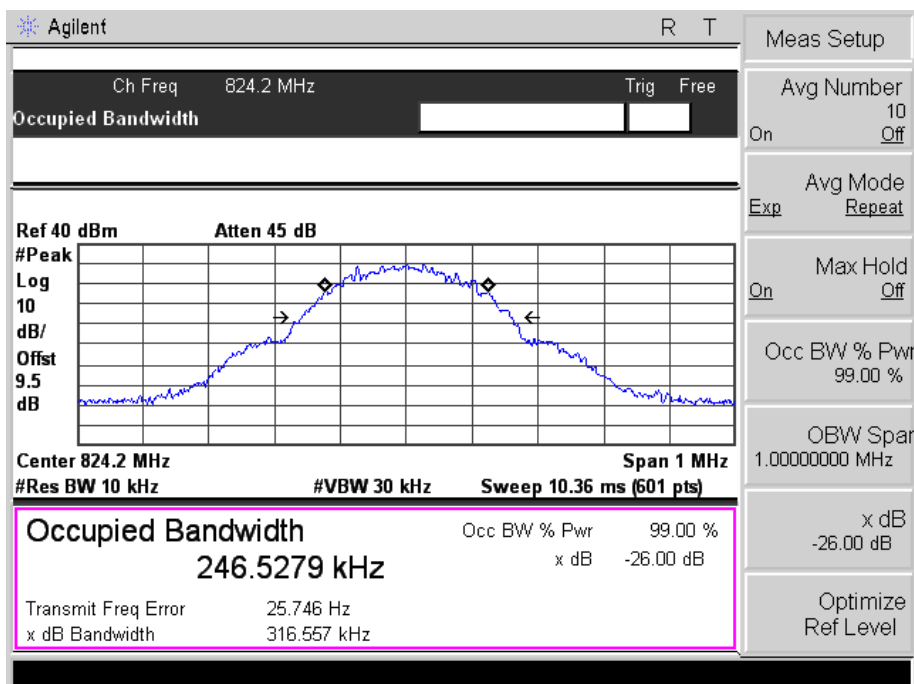 Agilent R T
Ch Freq 824.2 MHz Trig Free
Occupied Bandwidth
Ref 40 dBm Atten 45 dB
#Peak
Log
10
dB/
Offst
9.5
dB
Center 824.2 MHz Span 1 MHz
#Res BW 10 kHz #VBW 30 kHz Sweep 10.36 ms (601 pts)
Occupied Bandwidth
246.5279 kHz
Occ BW % Pwr 99.00 %
x dB -26.00 dB
Transmit Freq Error 25.746 Hz
x dB Bandwidth 316.557 kHz
Meas Setup
Avg Number
10
On Off
Avg Mode
Exp Repeat
Max Hold
On Off
Occ BW % Pwr
99.00 %
OBW Span
1.00000000 MHz
x dB
-26.00 dB
Optimize
Ref Level